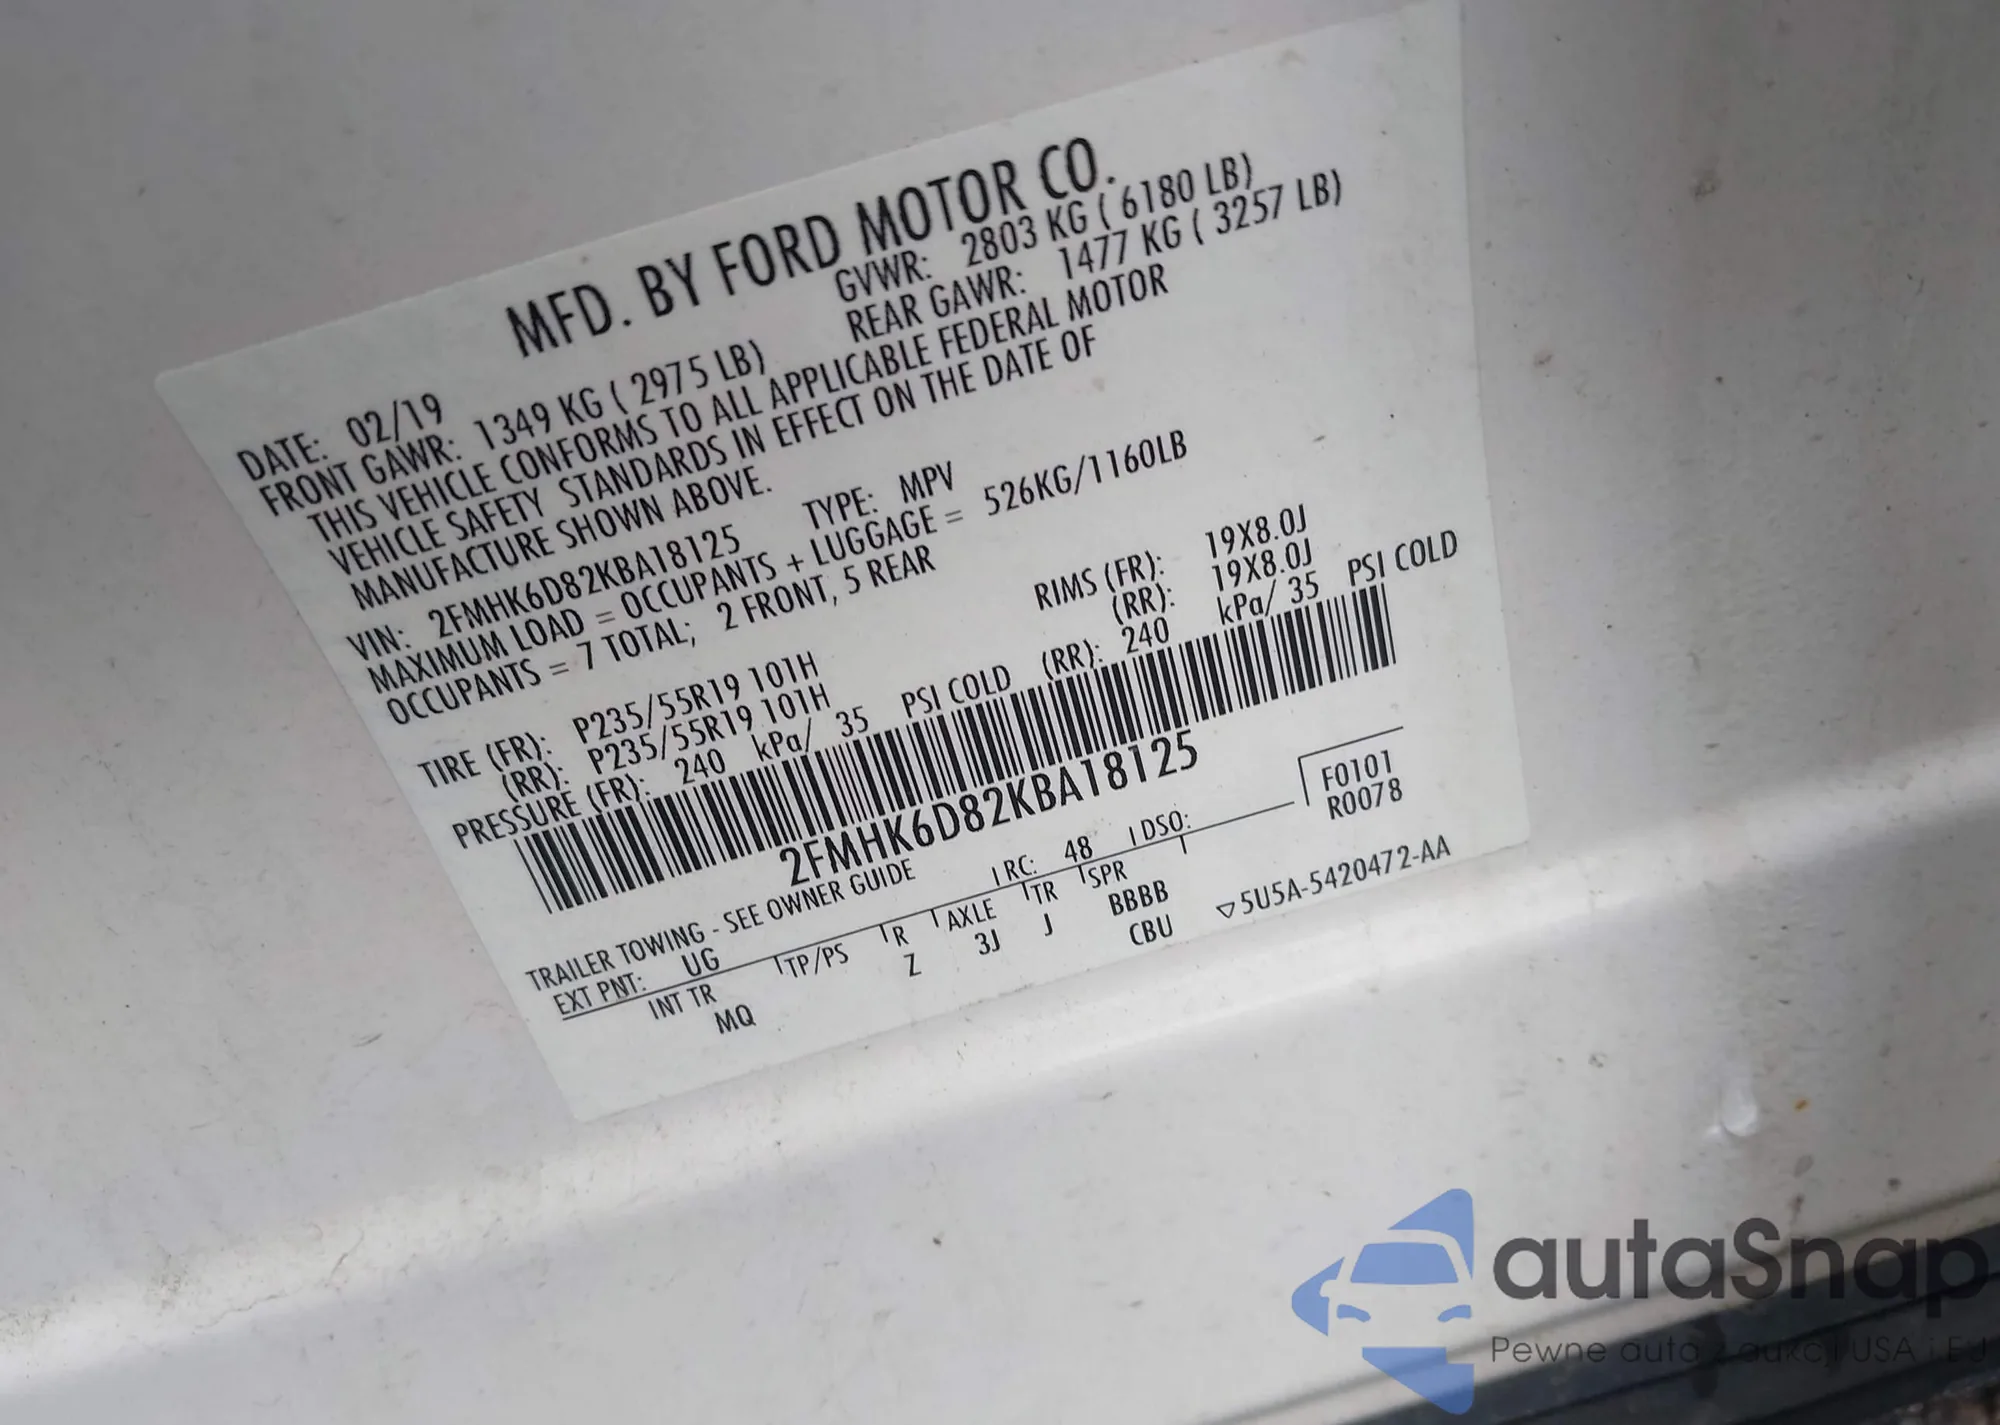 MFD. BY FORD MOTOR CO.
DATE: 02/19 GVWR: 2803 KG ( 6180 LB)
FRONT GAWR: 1349 KG ( 2975 LB) REAR GAWR: 1477 KG ( 3257 LB)
THIS VEHICLE CONFORMS TO ALL APPLICABLE FEDERAL MOTOR
VEHICLE SAFETY STANDARDS IN EFFECT ON THE DATE OF
MANUFACTURE SHOWN ABOVE.
VIN: 2FMHK6D82KBA18125 TYPE: MPV
MAXIMUM LOAD = OCCUPANTS + LUGGAGE = 526KG/1160LB
OCCUPANTS = 7 TOTAL; 2 FRONT, 5 REAR
TIRE (FR): P235/55R19 101H RIMS (FR): 19X8.0J
(RR): P235/55R19 101H (RR): 19X8.0J
PRESSURE (FR): 240 kPa/ 35 PSI COLD (RR): 240 kPa/ 35 PSI COLD
2FMHK6D82KBA18125
TRAILER TOWING - SEE OWNER GUIDE
F0101
R0078
EXT PNT: UG RC: 48 DSO:
INT TR TP/PS R AXLE TR SPR
MQ Z 3J J BBBB
CBU
▽5U5A-5420472-AA
autaSnap
Pewne auta z aukcji USA i EU